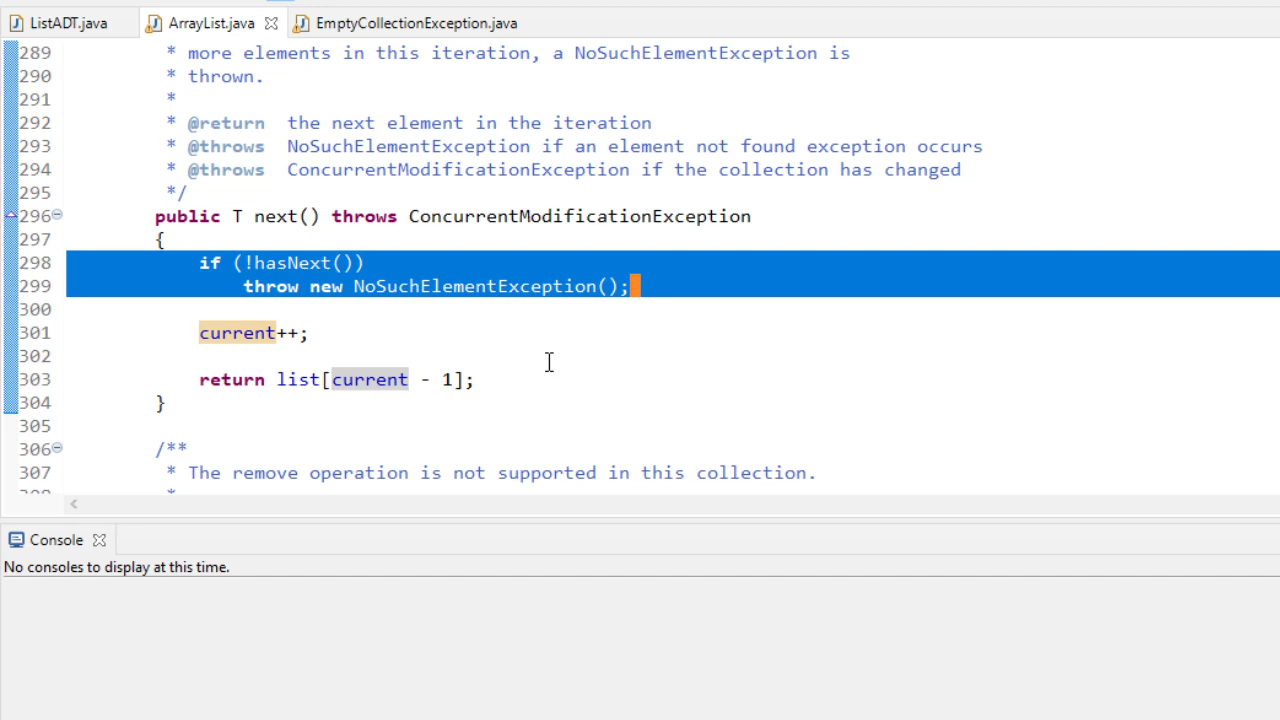 ListADT.java ArrayList.java EmptyCollectionException.java
289 * more elements in this iteration, a NoSuchElementException is
290 * thrown.
291 *
292 * @return the next element in the iteration
293 * @throws NoSuchElementException if an element not found exception occurs
294 * @throws ConcurrentModificationException if the collection has changed
295 */
296 public T next() throws ConcurrentModificationException
297 {
298 if (!hasNext())
299 throw new NoSuchElementException();
300
301 current++;
302
303 return list[current - 1];
304 }
305
306 /**
307 * The remove operation is not supported in this collection.
308 *
Console
No consoles to display at this time.